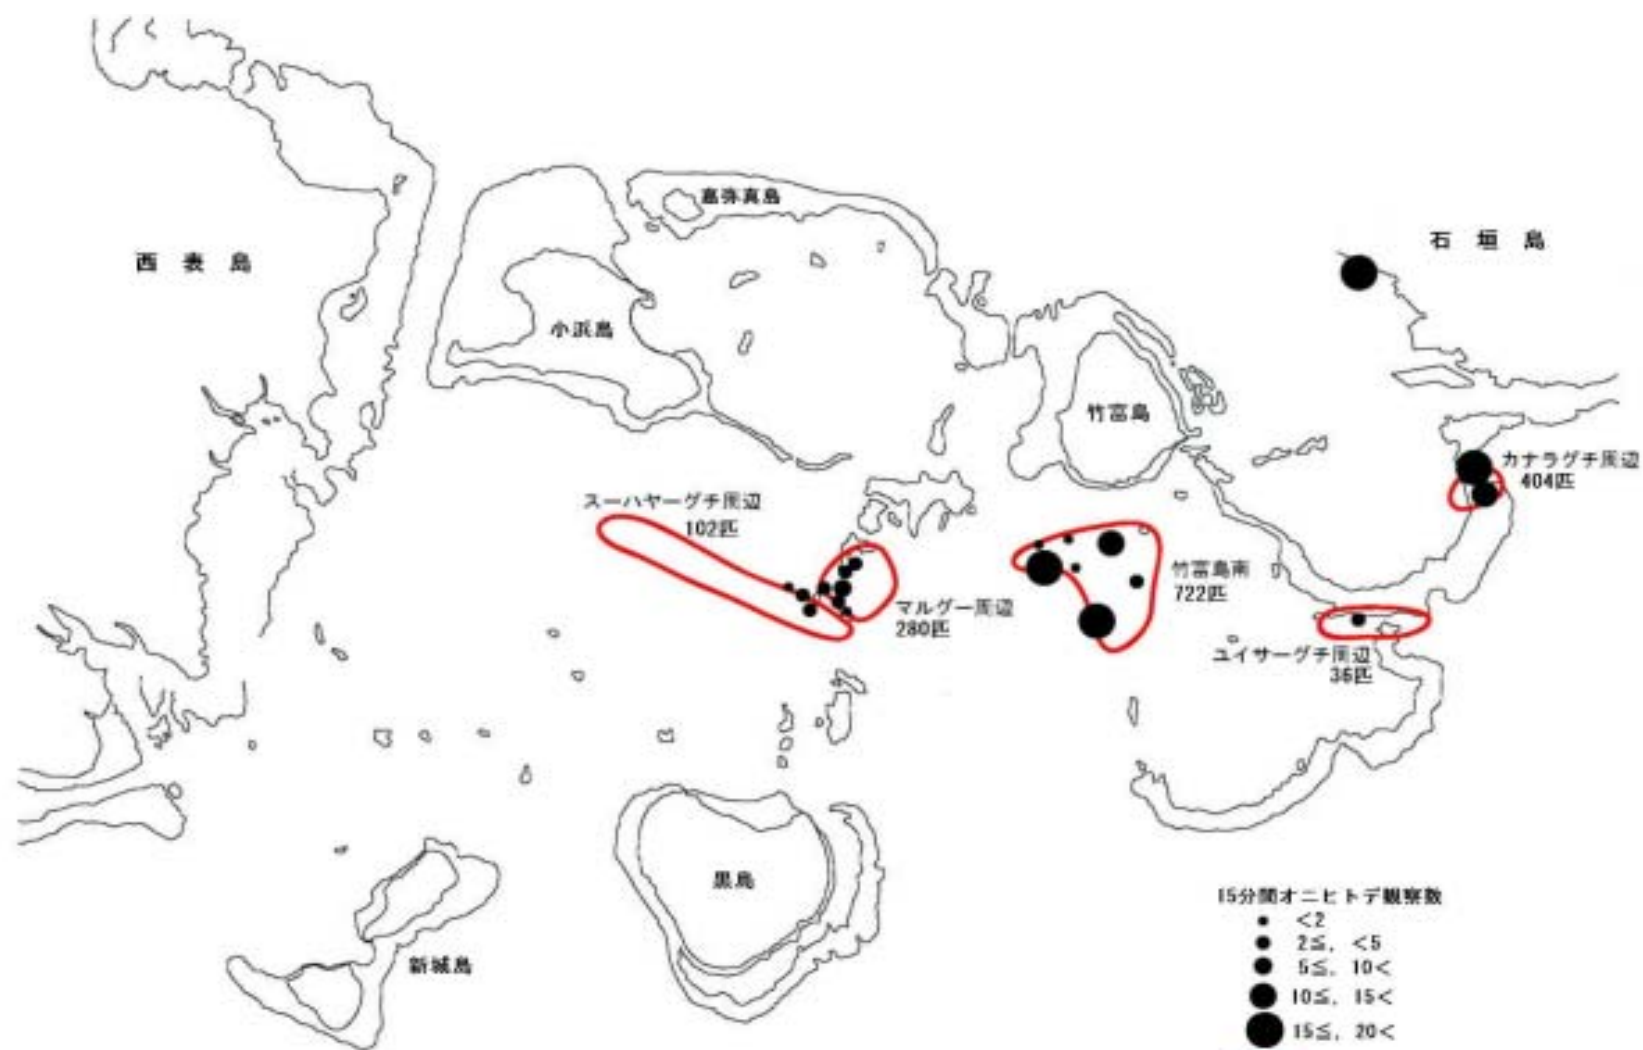 嘉弥真島
石垣島
西表島
小浜島
竹富島
カナラグチ周辺
404匹
スーハヤーグチ周辺
102匹
竹富島南
722匹
マルグー周辺
280匹
ユイサーグチ周辺
36匹
黒島
新城島
15分間オニヒトデ観察数
<2
2≦, <5
5≦, 10<
10≦, 15<
15≦, 20<